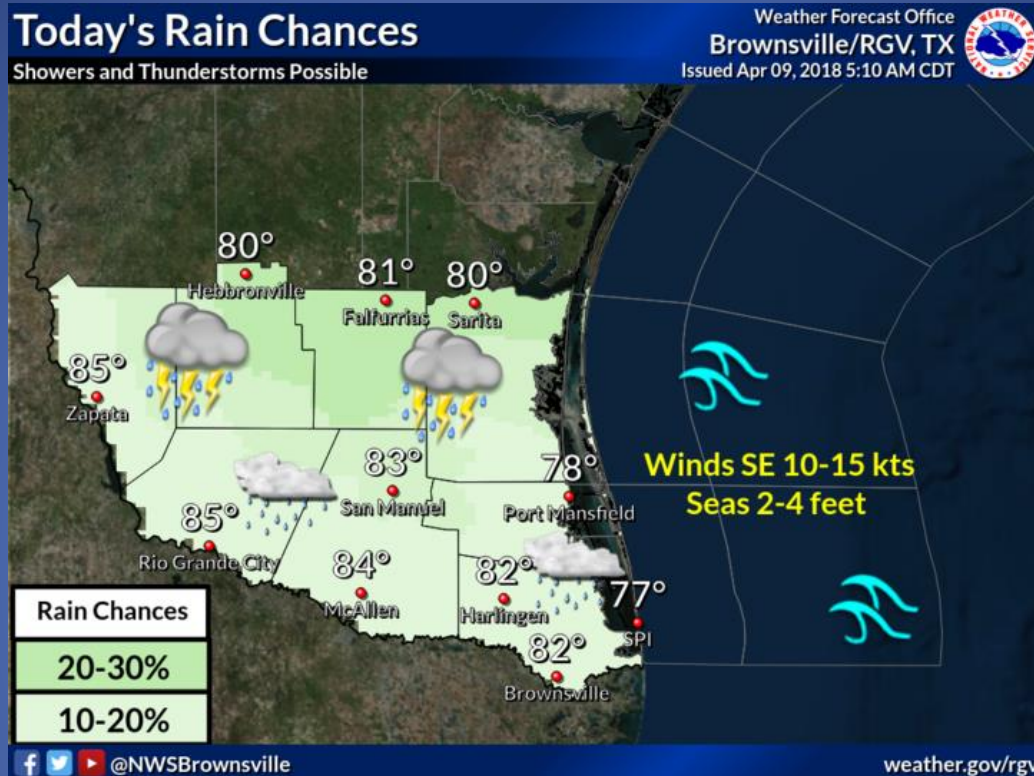 Today's Rain Chances
Showers and Thunderstorms Possible
Weather Forecast Office
Brownsville/RGV, TX
Issued Apr 09, 2018 5:10 AM CDT
NATIONAL WEATHER SERVICE
80°
Hebbronville
81°
Falfurrias
80°
Sarita
85°
Zapata
83°
San Manuel
78°
Port Mansfield
Winds SE 10-15 kts
Seas 2-4 feet
85°
Rio Grande City
84°
McAllen
82°
Harlingen
77°
SPI
82°
Brownsville
Rain Chances
20-30%
10-20%
@NWSBrownsville
weather.gov/rgv